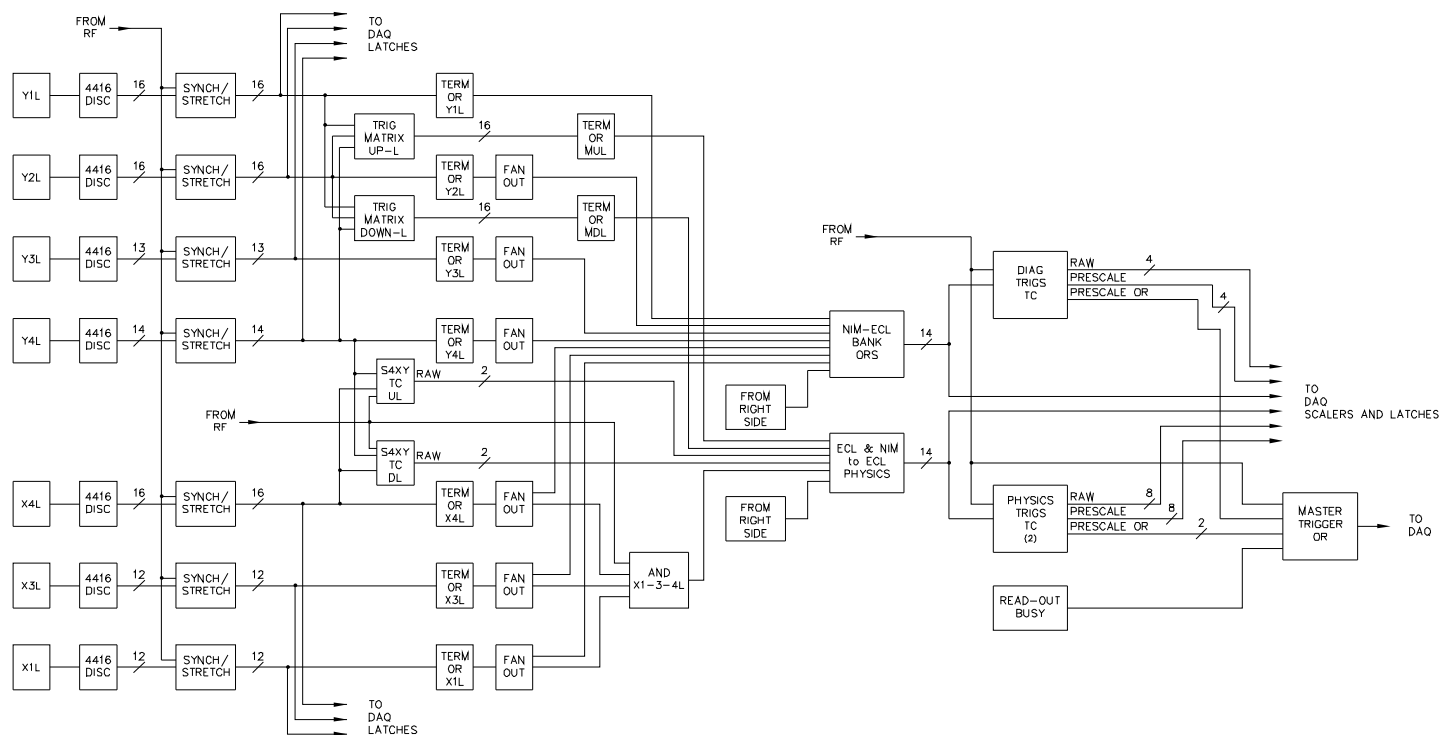 FROM
RF
TO
DAQ
LATCHES
Y1L
4416
DISC
16
SYNCH/
STRETCH
16
TERM
OR
Y1L
TRIG
MATRIX
UP-L
16
TERM
OR
MUL
Y2L
4416
DISC
16
SYNCH/
STRETCH
16
TERM
OR
Y2L
FAN
OUT
TRIG
MATRIX
DOWN-L
16
TERM
OR
MDL
Y3L
4416
DISC
13
SYNCH/
STRETCH
13
TERM
OR
Y3L
FAN
OUT
Y4L
4416
DISC
14
SYNCH/
STRETCH
14
TERM
OR
Y4L
FAN
OUT
S4XY
TC
UL
RAW
2
FROM
RF
S4XY
TC
DL
RAW
2
X4L
4416
DISC
16
SYNCH/
STRETCH
16
TERM
OR
X4L
FAN
OUT
X3L
4416
DISC
12
SYNCH/
STRETCH
12
TERM
OR
X3L
FAN
OUT
AND
X1-3-4L
X1L
4416
DISC
12
SYNCH/
STRETCH
12
TERM
OR
X1L
FAN
OUT
TO
DAQ
LATCHES
FROM
RF
NIM-ECL
BANK
ORS
14
FROM
RIGHT
SIDE
ECL & NIM
to ECL
PHYSICS
14
FROM
RIGHT
SIDE
DIAG
TRIGS
TC
RAW
4
PRESCALE
4
PRESCALE OR
TO
DAQ
SCALERS AND LATCHES
PHYSICS
TRIGS
TC
(2)
RAW
8
PRESCALE
8
PRESCALE OR
2
MASTER
TRIGGER
OR
TO
DAQ
READ-OUT
BUSY